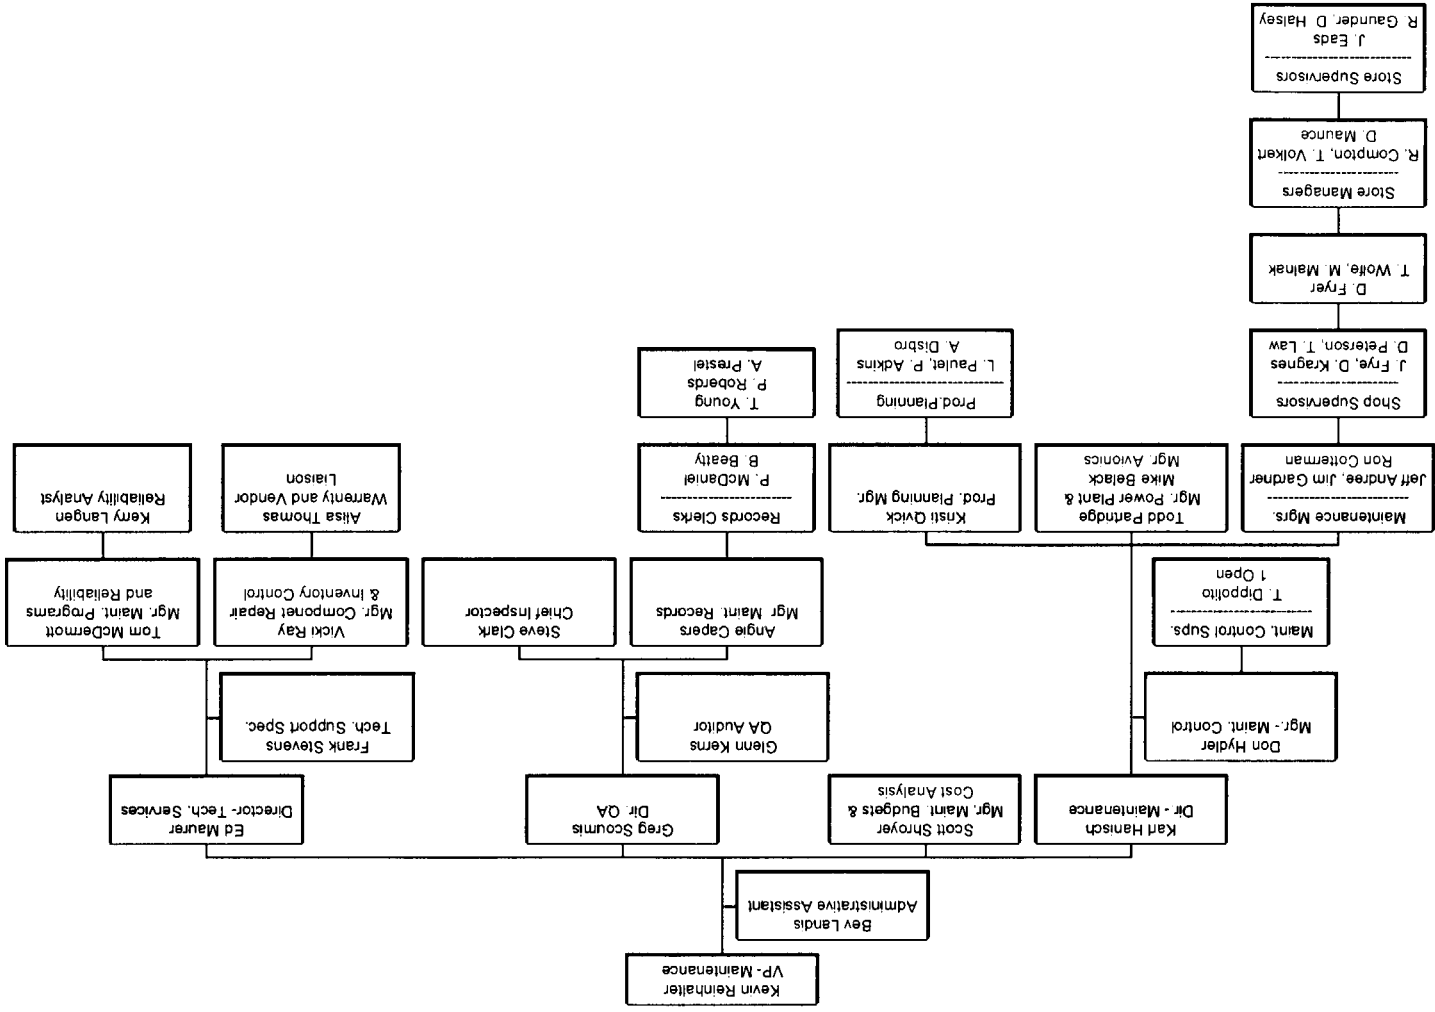 Kevin Reinhalter
VP- Maintenance
Bev Landis
Administrative Assistant
Karl Hanisch
Dir - Maintenance
Scott Shroyer
Mgr. Maint. Budgets &
Cost Analysis
Greg Scoumis
Dir. QA
Ed Maurer
Director- Tech. Services
Don Hydler
Mgr.- Maint. Control
Glenn Kerns
QA Auditor
Frank Stevens
Tech. Support Spec.
Maint. Control Sups.
T. Dippolito
1 Open
Angie Capers
Mgr Maint. Records
Steve Clark
Chief Inspector
Vicki Ray
Mgr. Componet Repair
& Inventory Control
Tom McDermott
Mgr. Maint. Programs
and Reliability
Maintenance Mgrs.
Jeff Andree, Jim Gardner
Ron Cotterman
Todd Partridge
Mgr. Power Plant &
Mike Belack
Mgr. Avionics
Kristi Qvick
Prod. Planning Mgr.
Records Clerks
P. McDaniel
B. Beatty
Alisa Thomas
Warrenty and Vendor
Liaison
Kerry Langen
Reliability Analyst
Shop Supervisors
J. Frye, D. Kragnes
D. Peterson, T. Law
Prod.Planning
L. Paulet, P. Adkins
A. Disbro
T. Young
P. Roberds
A. Prestel
D. Fryer
T. Wolfe, M. Malnak
Store Managers
R. Compton, T. Volkert
D. Maunce
Store Supervisors
J. Eads
R. Gaunder, D. Halsey